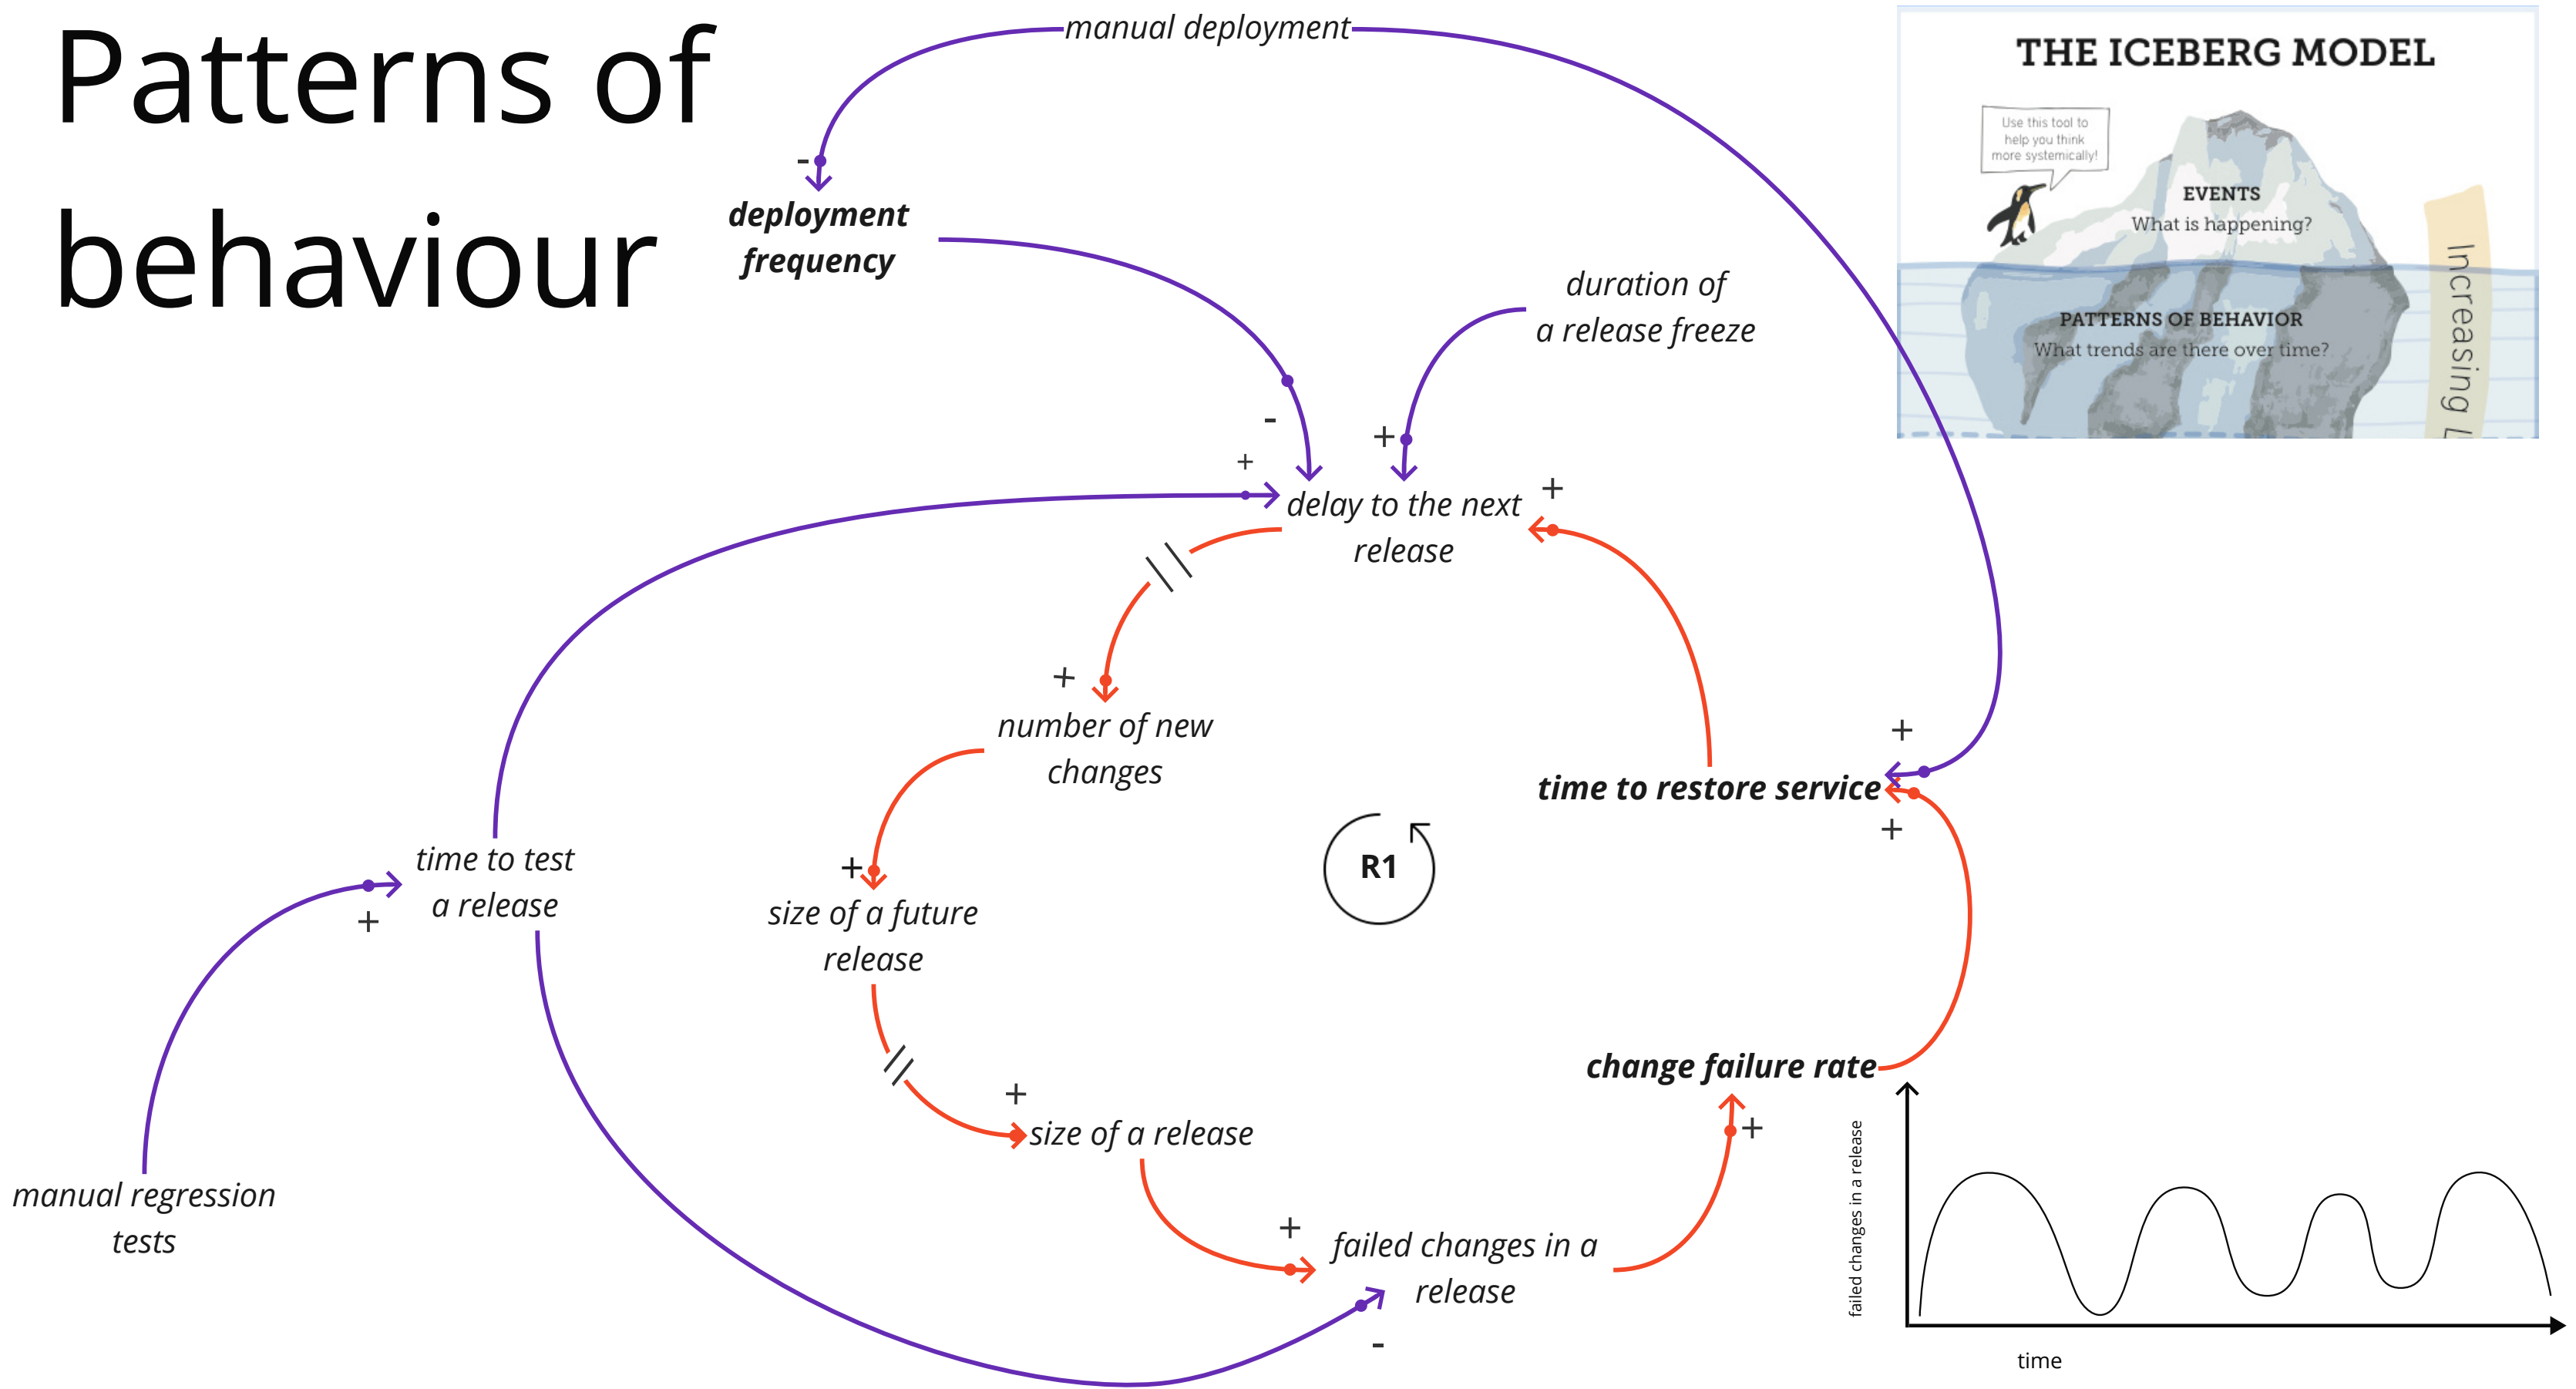 Patterns of
behaviour
manual deployment
THE ICEBERG MODEL
Use this tool to
help you think
more systemically!
EVENTS
What is happening?
PATTERNS OF BEHAVIOR
What trends are there over time?
Increasing L
-
deployment
frequency
duration of
a release freeze
-
+
+
delay to the next
release
+
+
number of new
changes
+
time to restore service
+
+
size of a future
release
R1
time to test
a release
+
manual regression
tests
change failure rate
+
+
size of a release
+
failed changes in a
release
-
failed changes in a release
time